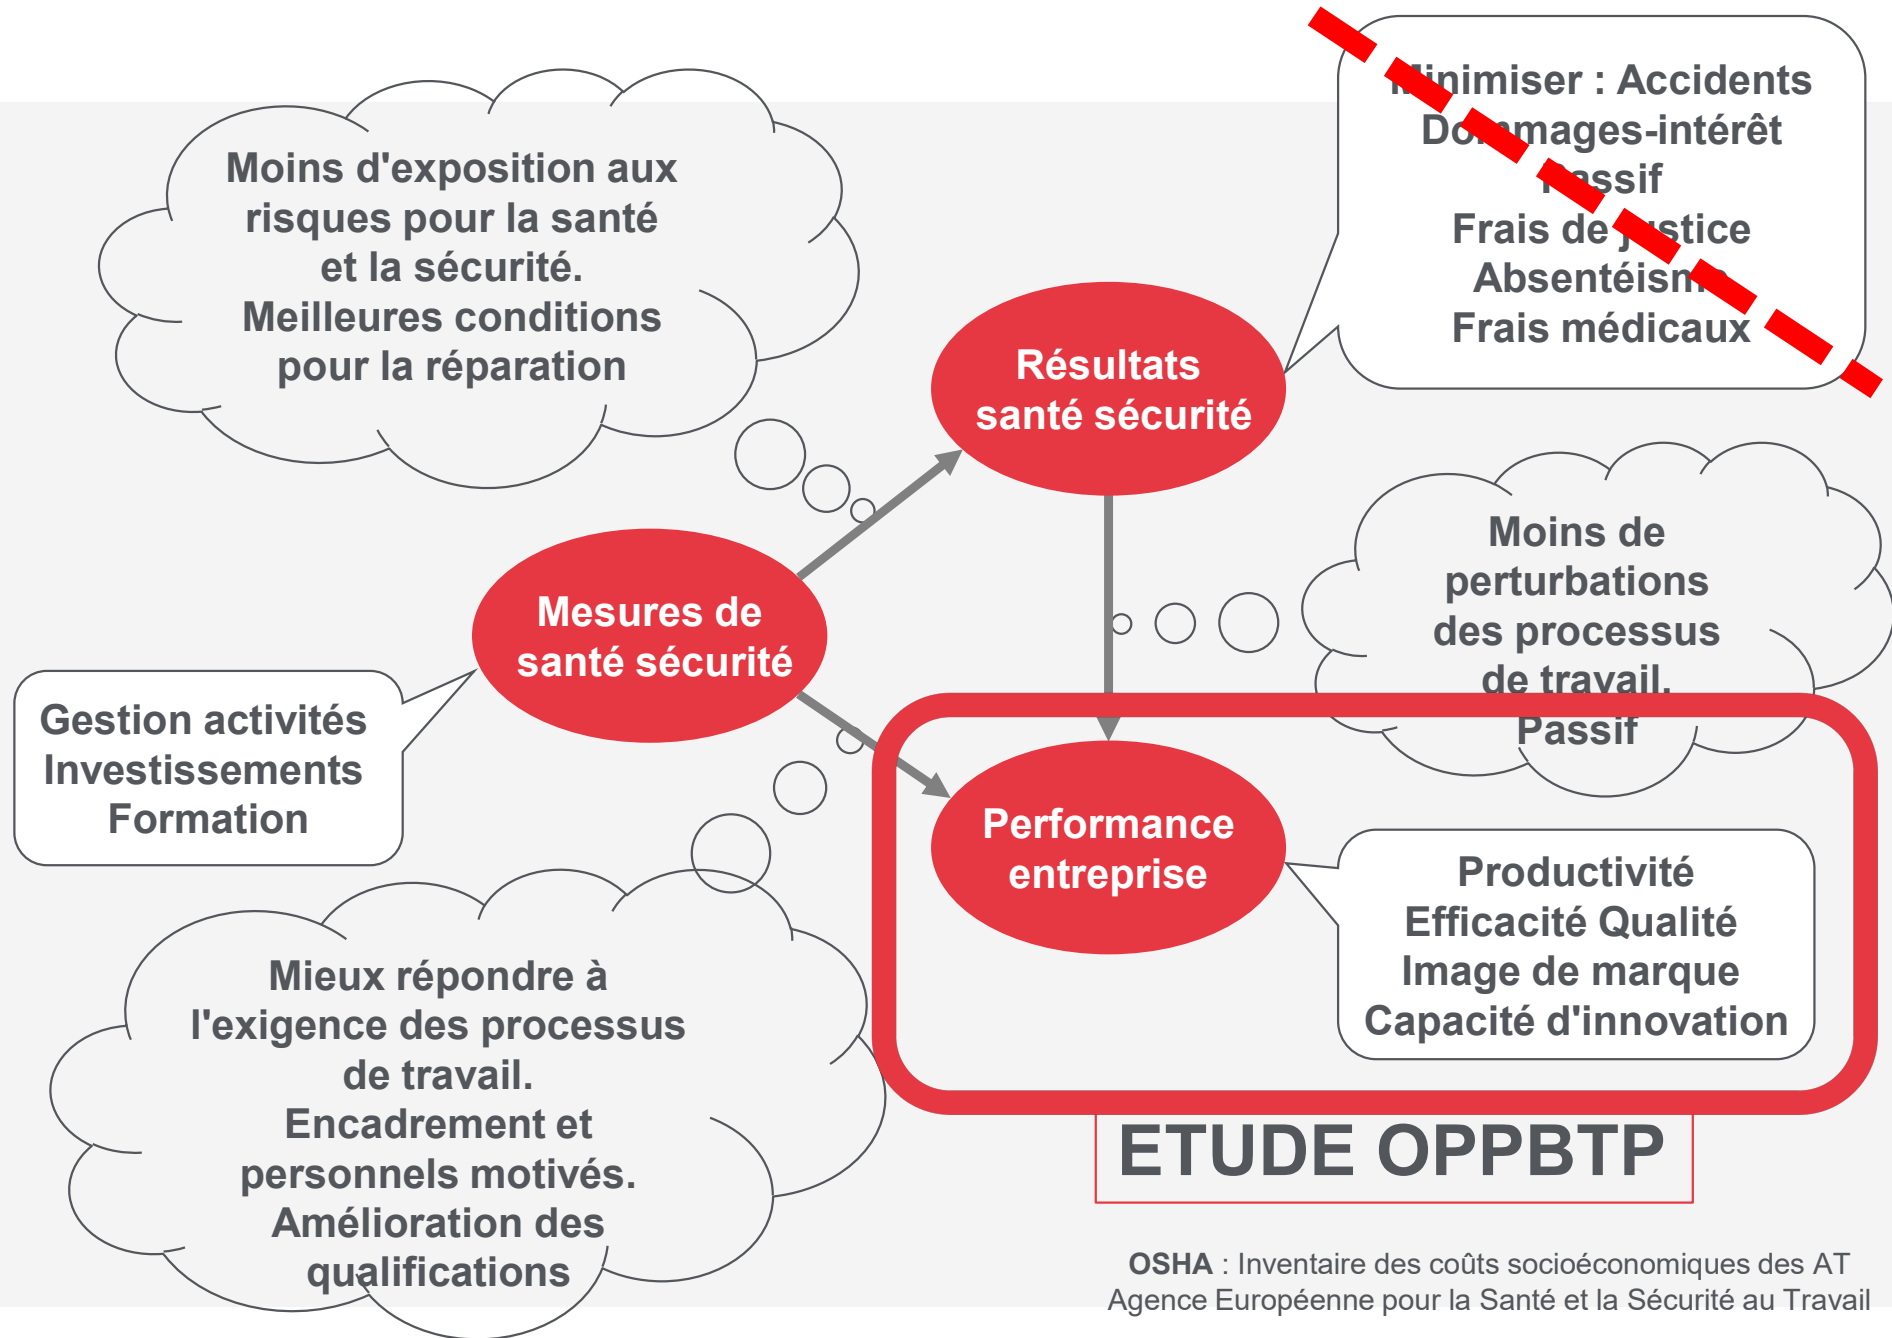 Minimiser : Accidents
Dommages-intérêt
Passif
Frais de justice
Absentéisme
Frais médicaux
Moins d'exposition aux
risques pour la santé
et la sécurité.
Meilleures conditions
pour la réparation
Résultats
santé sécurité
Moins de
perturbations
des processus
de travail.
Passif
Mesures de
santé sécurité
Gestion activités
Investissements
Formation
Performance
entreprise
Productivité
Efficacité Qualité
Image de marque
Capacité d'innovation
Mieux répondre à
l'exigence des processus
de travail.
Encadrement et
personnels motivés.
Amélioration des
qualifications
ETUDE OPPBTP
OSHA : Inventaire des coûts socioéconomiques des AT
Agence Européenne pour la Santé et la Sécurité au Travail